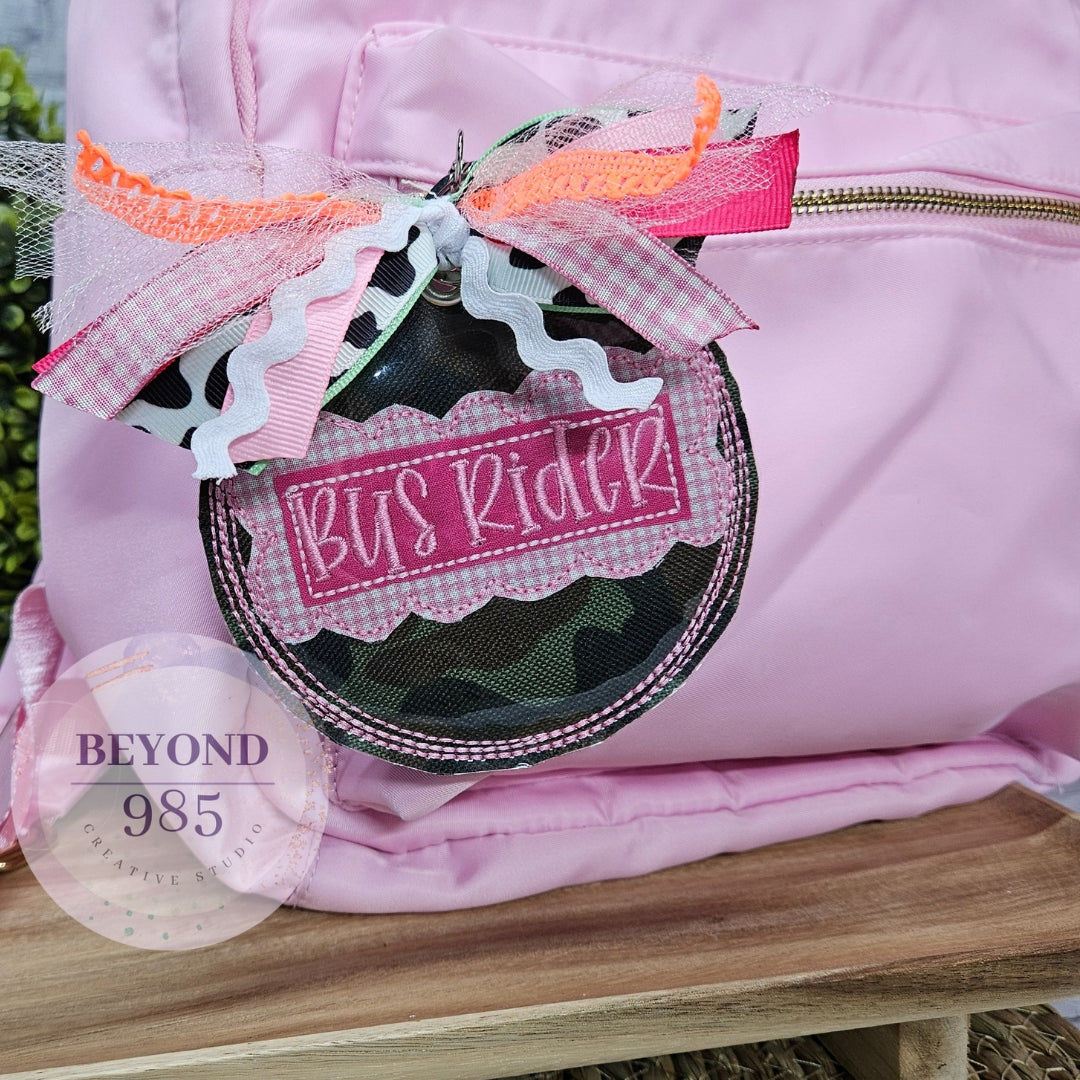 BUS RideR
BEYOND
985
CREATIVE STUDIO